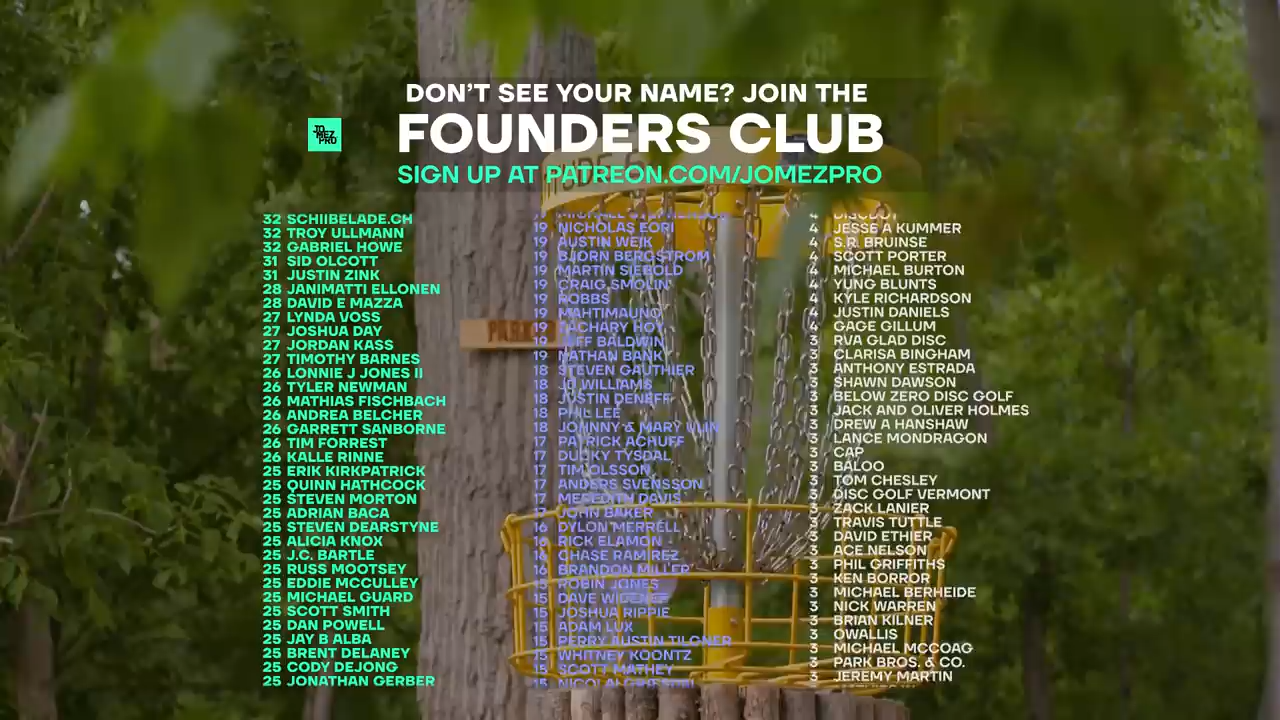 DON'T SEE YOUR NAME? JOIN THE
JO
MEZ
PRO
FOUNDERS CLUB
SIGN UP AT PATREON.COM/JOMEZPRO
32 SCHIIBELADE.CH
32 TROY ULLMANN
32 GABRIEL HOWE
31 SID OLCOTT
31 JUSTIN ZINK
28 JANIMATTI ELLONEN
28 DAVID E MAZZA
27 LYNDA VOSS
27 JOSHUA DAY
27 JORDAN KASS
27 TIMOTHY BARNES
26 LONNIE J JONES II
26 TYLER NEWMAN
26 MATHIAS FISCHBACH
26 ANDREA BELCHER
26 GARRETT SANBORNE
26 TIM FORREST
26 KALLE RINNE
25 ERIK KIRKPATRICK
25 QUINN HATHCOCK
25 STEVEN MORTON
25 ADRIAN BACA
25 STEVEN DEARSTYNE
25 ALICIA KNOX
25 J.C. BARTLE
25 RUSS MOOTSEY
25 EDDIE MCCULLEY
25 MICHAEL GUARD
25 SCOTT SMITH
25 DAN POWELL
25 JAY B ALBA
25 BRENT DELANEY
25 CODY DEJONG
25 JONATHAN GERBER
19 NICHOLAS EORI
19 AUSTIN WEIK
19 BJORN BERGSTROM
19 MARTIN SIEBOLD
19 CRAIG SMOLIN
19 ROBBS
19 MAHTIMAUNO
19 ZACHARY HOY
19 JEFF BALDWIN
19 NATHAN BANK
18 STEVEN GAUTHIER
18 JD WILLIAMS
18 JUSTIN DENEFF
18 PHIL LEE
18 JOHNNY & MARY
17 PATRICK ACHUFF
17 DUCKY TYSDAL
17 TIM OLSSON
17 ANDERS SVENSSON
17 MEREDITH DAVIS
17 JOHN BAKER
16 DYLON MERRELL
16 RICK ELAMON
16 CHASE RAMIREZ
16 BRANDON MILLER
15 ROBIN JONES
15 DAVE
15 JOSHUA RIPPIE
15 ADAM LUX
15 PERRY AUSTIN TILGNER
15 WHITNEY KOONTZ
15 SCOTT MATHEY
15
4 JESSE A KUMMER
4 S.R. BRUINSE
4 SCOTT PORTER
4 MICHAEL BURTON
4 YUNG BLUNTS
4 KYLE RICHARDSON
4 JUSTIN DANIELS
4 GAGE GILLUM
3 RVA GLAD DISC
3 CLARISA BINGHAM
3 ANTHONY ESTRADA
3 SHAWN DAWSON
3 BELOW ZERO DISC GOLF
3 JACK AND OLIVER HOLMES
3 DREW A HANSHAW
3 LANCE MONDRAGON
3 CAP
3 BALOO
3 TOM CHESLEY
3 DISC GOLF VERMONT
3 ZACK LANIER
3 TRAVIS TUTTLE
3 DAVID ETHIER
3 ACE NELSON
3 PHIL GRIFFITHS
3 KEN BORROR
3 MICHAEL BERHEIDE
3 NICK WARREN
3 BRIAN KILNER
3 OWALLIS
3 MICHAEL MCCOAG
3 PARK BROS. & CO.
3 JEREMY MARTIN